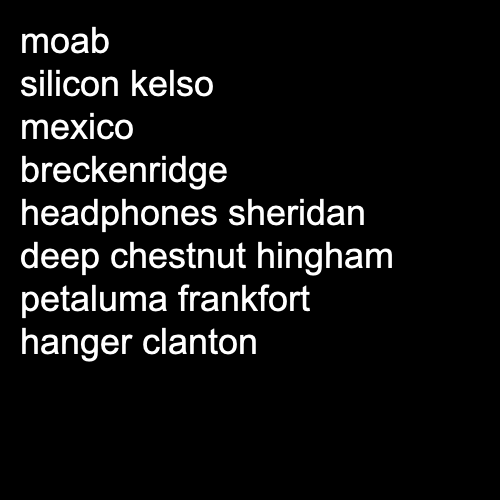 moab
silicon kelso
mexico
breckenridge
headphones sheridan
deep chestnut hingham
petaluma frankfort
hanger clanton